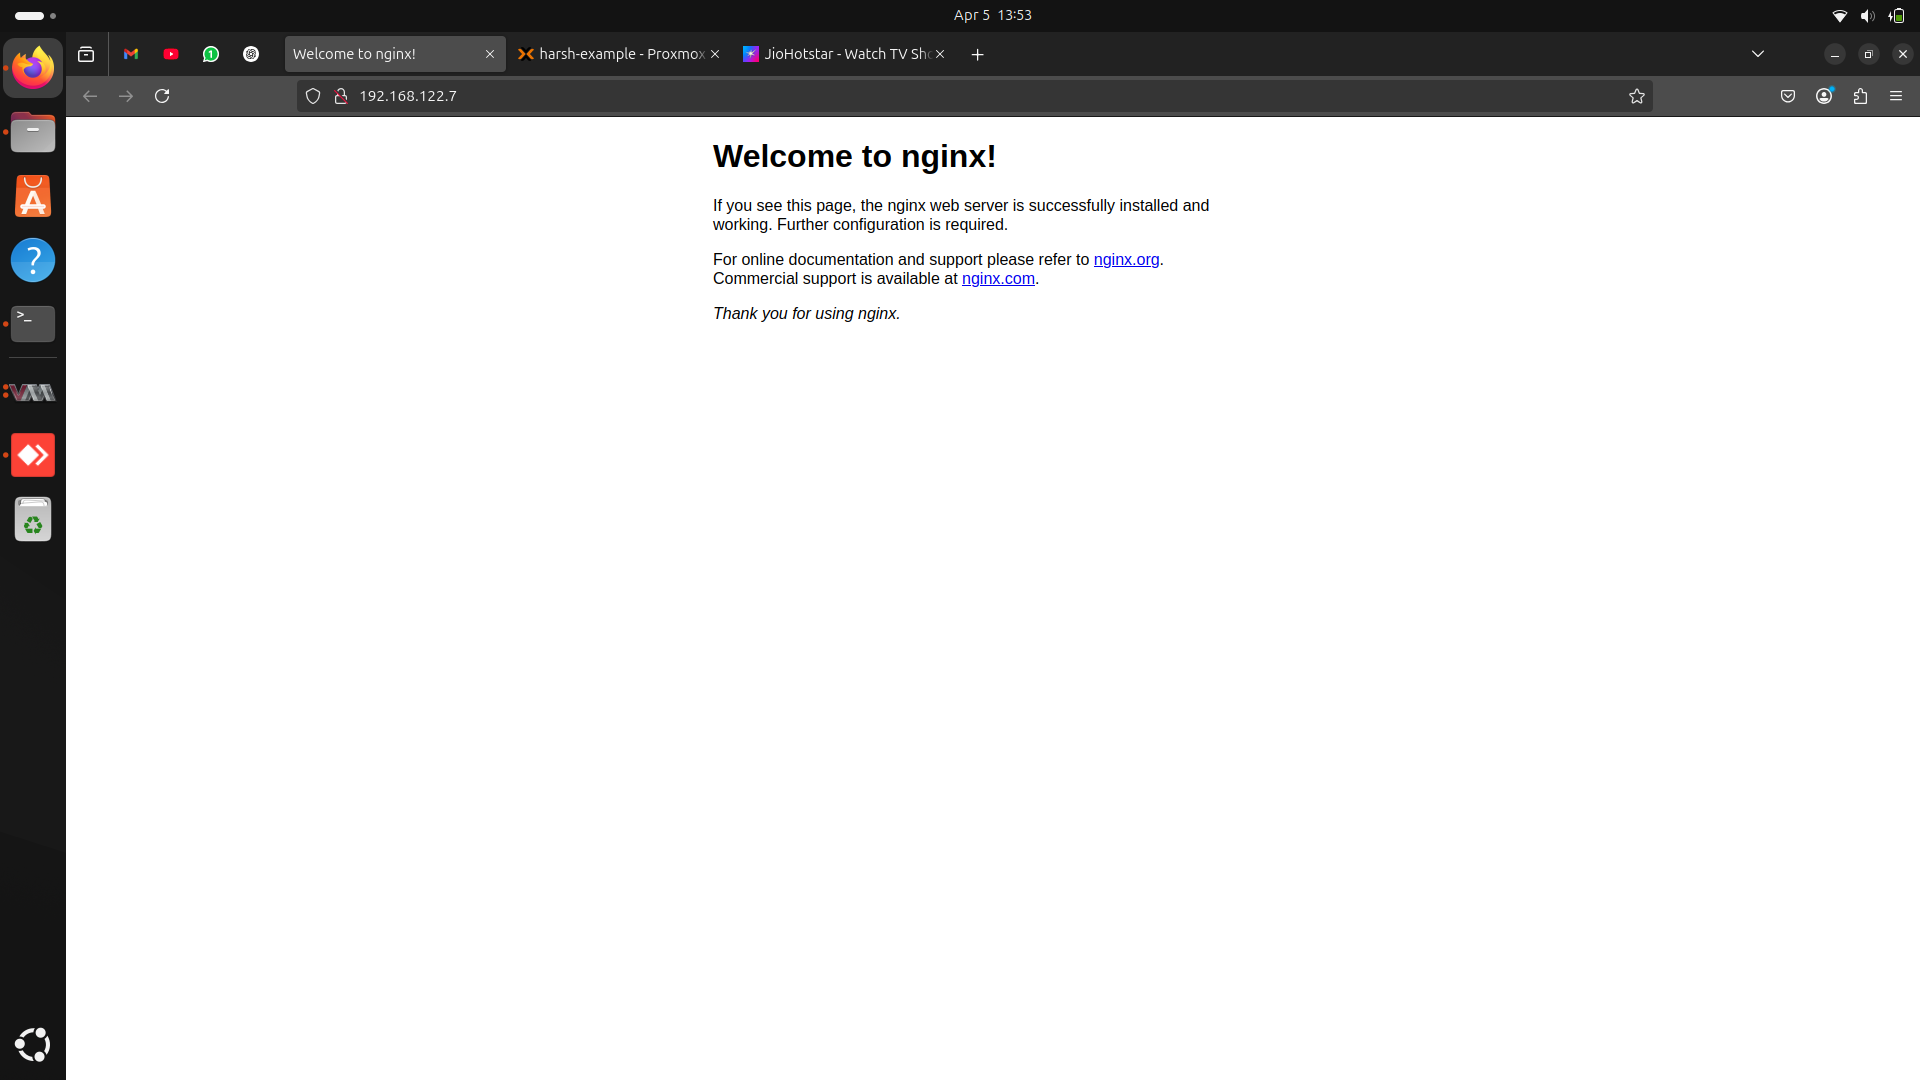 Apr 5 13:53
Welcome to nginx!
harsh-example - Proxmox
JioHotstar - Watch TV Sho
192.168.122.7
Welcome to nginx!
If you see this page, the nginx web server is successfully installed and
working. Further configuration is required.
For online documentation and support please refer to nginx.org.
Commercial support is available at nginx.com.
Thank you for using nginx.